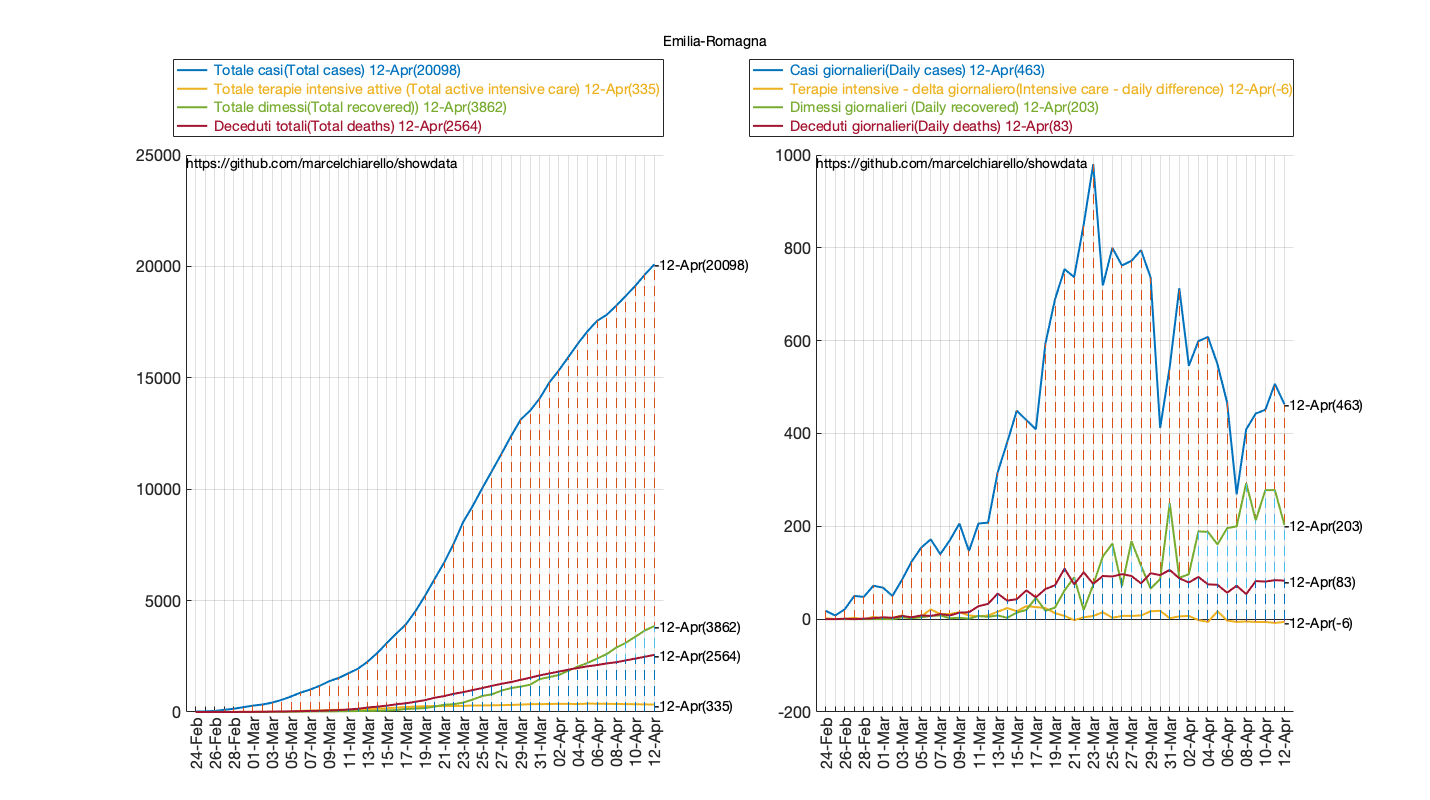 Emilia-Romagna
Totale casi(Total cases) 12-Apr(20098)
Totale terapie intensive attive (Total active intensive care) 12-Apr(335)
Totale dimessi(Total recovered)) 12-Apr(3862)
Deceduti totali(Total deaths) 12-Apr(2564)
Casi giornalieri(Daily cases) 12-Apr(463)
Terapie intensive - delta giornaliero(Intensive care - daily difference) 12-Apr(-6)
Dimessi giornalieri (Daily recovered) 12-Apr(203)
Deceduti giornalieri(Daily deaths) 12-Apr(83)
25000
https://github.com/marcelchiarello/showdata
20000
12-Apr(20098)
15000
10000
5000
12-Apr(3862)
12-Apr(2564)
12-Apr(335)
0
24-Feb
26-Feb
28-Feb
01-Mar
03-Mar
05-Mar
07-Mar
09-Mar
11-Mar
13-Mar
15-Mar
17-Mar
19-Mar
21-Mar
23-Mar
25-Mar
27-Mar
29-Mar
31-Mar
02-Apr
04-Apr
06-Apr
08-Apr
10-Apr
12-Apr
1000
https://github.com/marcelchiarello/showdata
800
600
400
12-Apr(463)
200
12-Apr(203)
12-Apr(83)
0
12-Apr(-6)
-200
24-Feb
26-Feb
28-Feb
01-Mar
03-Mar
05-Mar
07-Mar
09-Mar
11-Mar
13-Mar
15-Mar
17-Mar
19-Mar
21-Mar
23-Mar
25-Mar
27-Mar
29-Mar
31-Mar
02-Apr
04-Apr
06-Apr
08-Apr
10-Apr
12-Apr